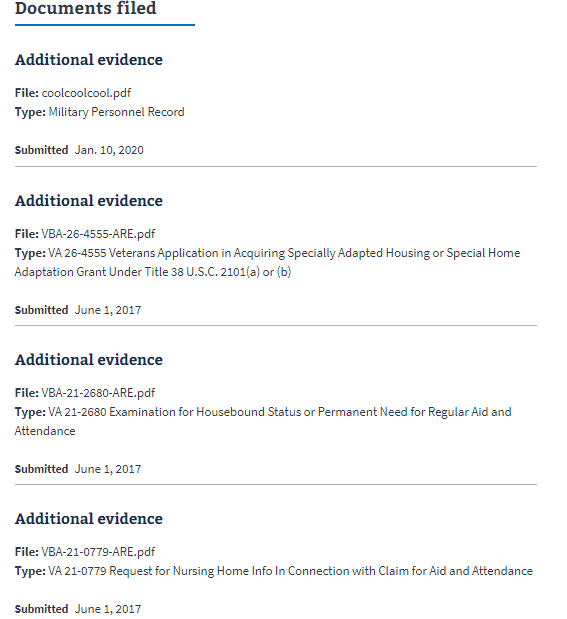 Documents filed
Additional evidence
File: coolcoolcool.pdf
Type: Military Personnel Record
Submitted Jan. 10, 2020
Additional evidence
File: VBA-26-4555-ARE.pdf
Type: VA 26-4555 Veterans Application in Acquiring Specially Adapted Housing or Special Home
Adaptation Grant Under Title 38 U.S.C. 2101(a) or (b)
Submitted June 1, 2017
Additional evidence
File: VBA-21-2680-ARE.pdf
Type: VA 21-2680 Examination for Housebound Status or Permanent Need for Regular Aid and
Attendance
Submitted June 1, 2017
Additional evidence
File: VBA-21-0779-ARE.pdf
Type: VA 21-0779 Request for Nursing Home Info In Connection with Claim for Aid and Attendance
Submitted June 1, 2017